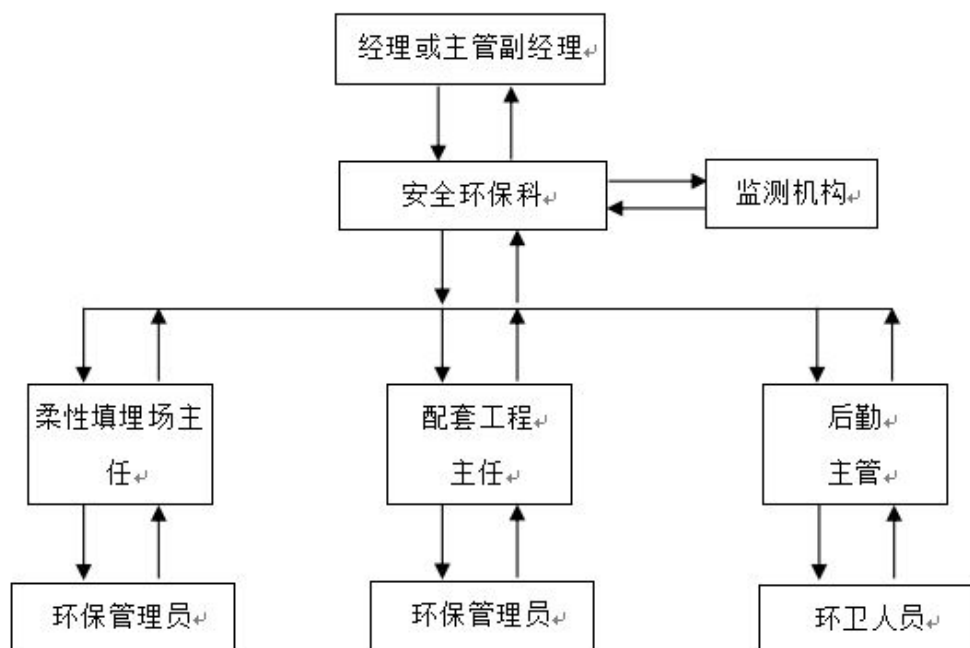 经理或主管副经理
安全环保科
监测机构
柔性填埋场主
任
配套工程
主任
后勤
主管
环保管理员
环保管理员
环卫人员